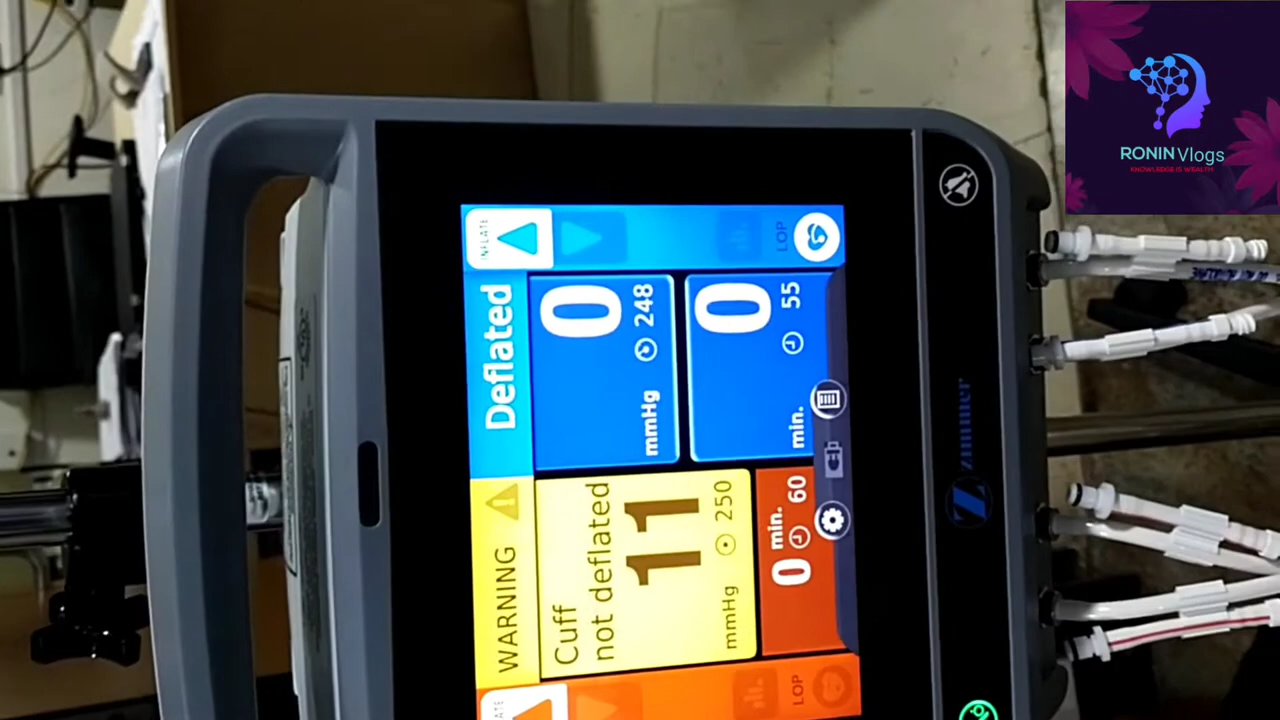 WARNING
Cuff
not deflated
11
mmHg 250
0 min.
60
LOP
Deflated
0
mmHg 248
0
min. 55
INFLATE
LOP
zimmer
RONIN Vlogs
KNOWLEDGE IS WEALTH